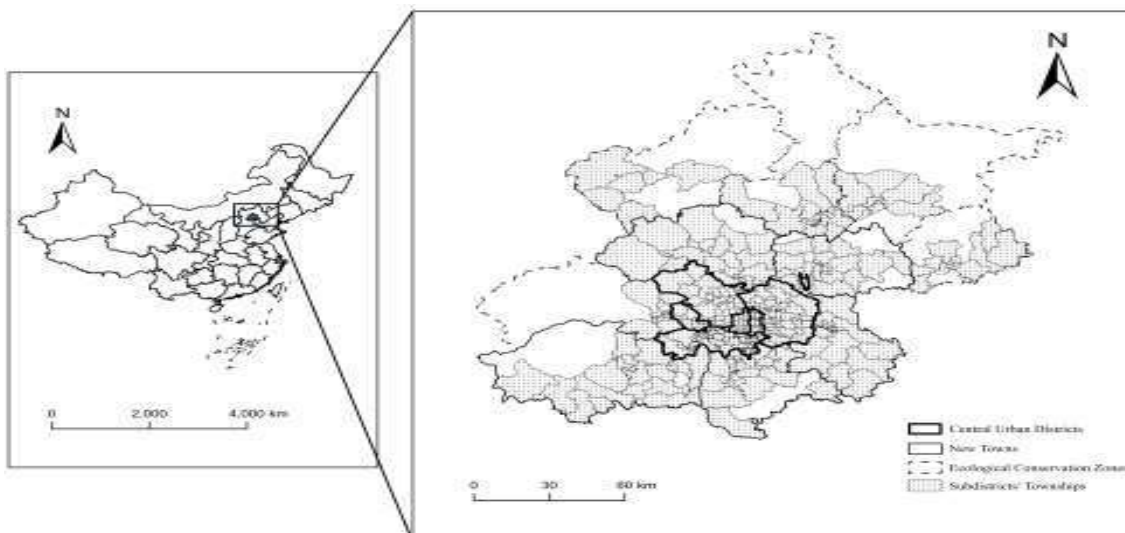 N
0 2,000 4,000 km
N
Central Urban Districts
New Towns
Ecological Conservation Zones
Subdistricts/ Townships
0 30 60 km